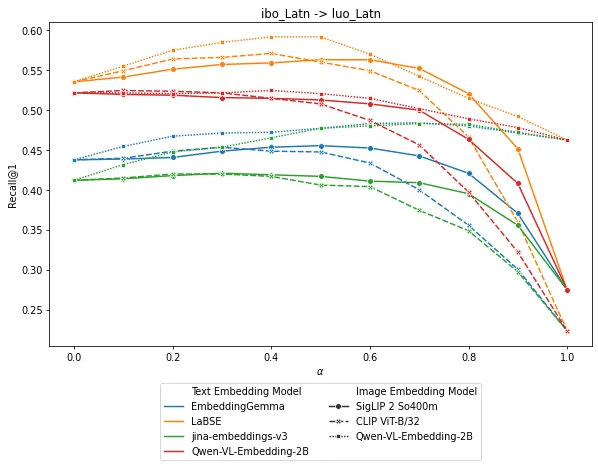 ibo_Latn -> luo_Latn
Recall@1
0.60
0.55
0.50
0.45
0.40
0.35
0.30
0.25
0.0
0.2
0.4
0.6
0.8
1.0
α
Text Embedding Model
EmbeddingGemma
LaBSE
jina-embeddings-v3
Qwen-VL-Embedding-2B
Image Embedding Model
SigLIP 2 So400m
CLIP ViT-B/32
Qwen-VL-Embedding-2B